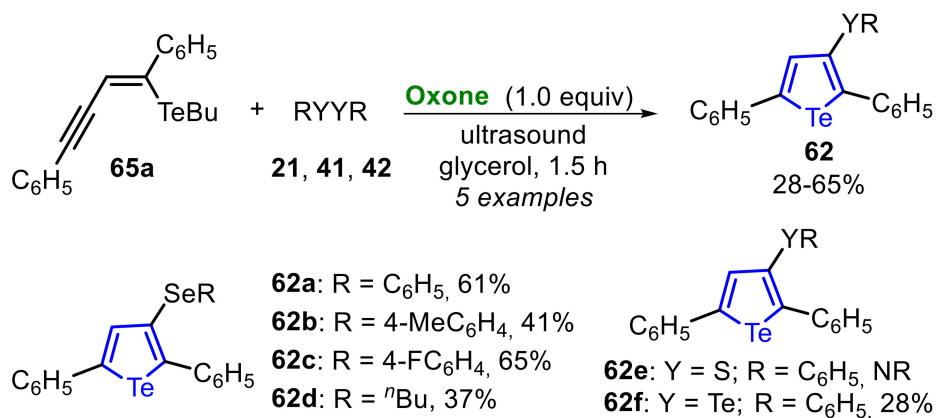 C₆H₅
TeBu
C₆H₅
65a
+
RYYR
21, 41, 42
Oxone (1.0 equiv)
ultrasound
glycerol, 1.5 h
5 examples
YR
C₆H₅
Te
C₆H₅
62
28-65%
SeR
C₆H₅
Te
C₆H₅
62a: R = C₆H₅, 61%
62b: R = 4-MeC₆H₄, 41%
62c: R = 4-FC₆H₄, 65%
62d: R = ⁿBu, 37%
YR
C₆H₅
Te
C₆H₅
62e: Y = S; R = C₆H₅, NR
62f: Y = Te; R = C₆H₅, 28%